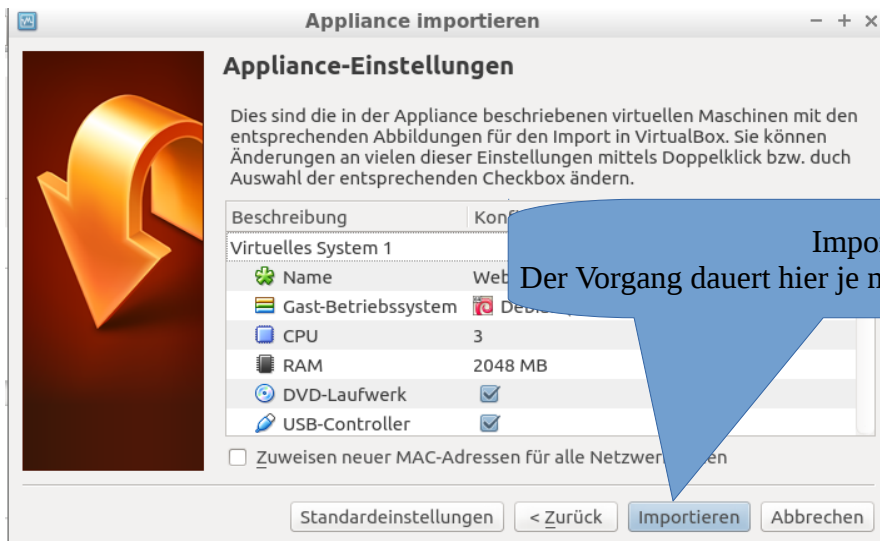 Appliance importieren
Appliance-Einstellungen
Dies sind die in der Appliance beschriebenen virtuellen Maschinen mit den
entsprechenden Abbildungen für den Import in VirtualBox. Sie können
Änderungen an vielen dieser Einstellungen mittels Doppelklick bzw. duch
Auswahl der entsprechenden Checkbox ändern.
Beschreibung
Virtuelles System 1
Name Web
Gast-Betriebssystem
CPU 3
RAM 2048 MB
DVD-Laufwerk
USB-Controller
Der Vorgang dauert hier je
Zuweisen neuer MAC-Adressen für alle
Standardeinstellungen < Zurück Importieren Abbrechen